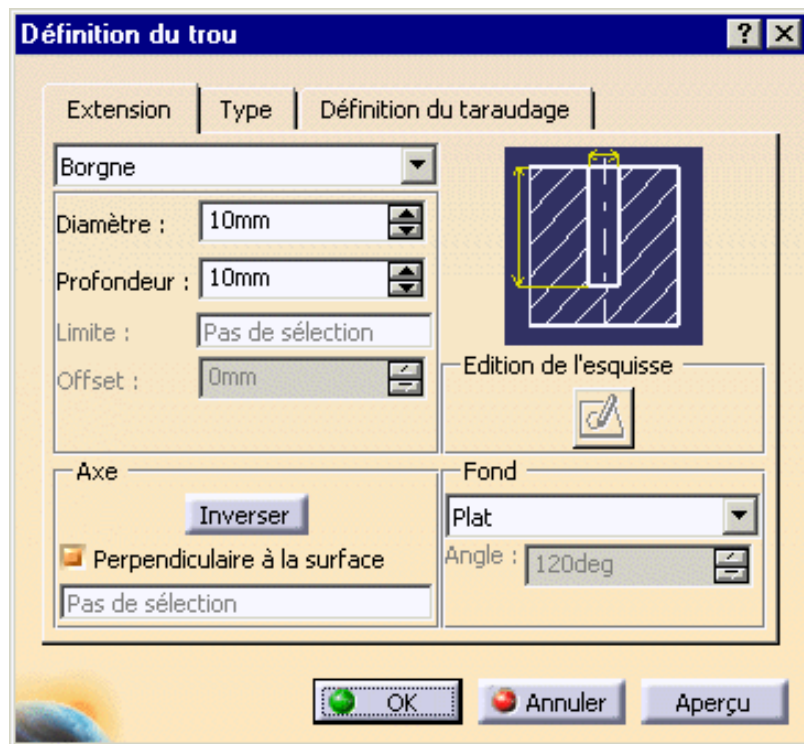 Définition du trou
Extension Type Définition du taraudage
Borgne
Diamètre : 10mm
Profondeur : 10mm
Limite : Pas de sélection
Offset : 0mm
Edition de l'esquisse
Axe
Inverser
Perpendiculaire à la surface
Pas de sélection
Fond
Plat
Angle : 120deg
OK Annuler Aperçu